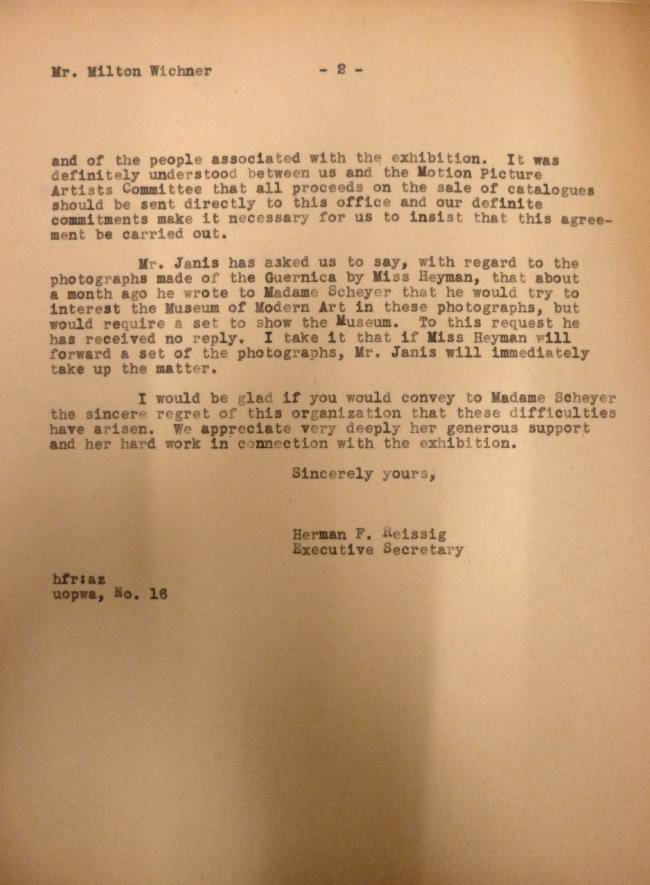 Mr. Milton Wichner - 2 -
and of the people associated with the exhibition. It was
definitely understood between us and the Motion Picture
Artists Committee that all proceeds on the sale of catalogues
should be sent directly to this office and our definite
commitments make it necessary for us to insist that this agree-
ment be carried out.
Mr. Janis has asked us to say, with regard to the
photographs made of the Guernica by Miss Heyman, that about
a month ago he wrote to Madame Scheyer that he would try to
interest the Museum of Modern Art in these photographs, but
would require a set to show the Museum. To this request he
has received no reply. I take it that if Miss Heyman will
forward a set of the photographs, Mr. Janis will immediately
take up the matter.
I would be glad if you would convey to Madame Scheyer
the sincere regret of this organization that these difficulties
have arisen. We appreciate very deeply her generous support
and her hard work in connection with the exhibition.
Sincerely yours,
Herman F. Reissig
Executive Secretary
hfr:az
uopwa, No. 16